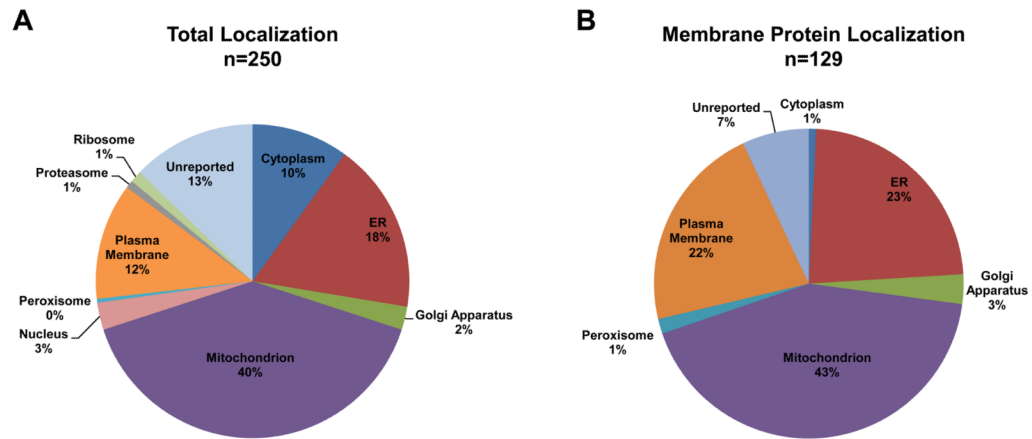 A
Total Localization
n=250
Ribosome
1%
Proteasome
1%
Unreported
13%
Cytoplasm
10%
ER
18%
Plasma
Membrane
12%
Peroxisome
0%
Nucleus
3%
Golgi Apparatus
2%
Mitochondrion
40%
B
Membrane Protein Localization
n=129
Unreported
7%
Cytoplasm
1%
ER
23%
Plasma
Membrane
22%
Golgi
Apparatus
3%
Peroxisome
1%
Mitochondrion
43%